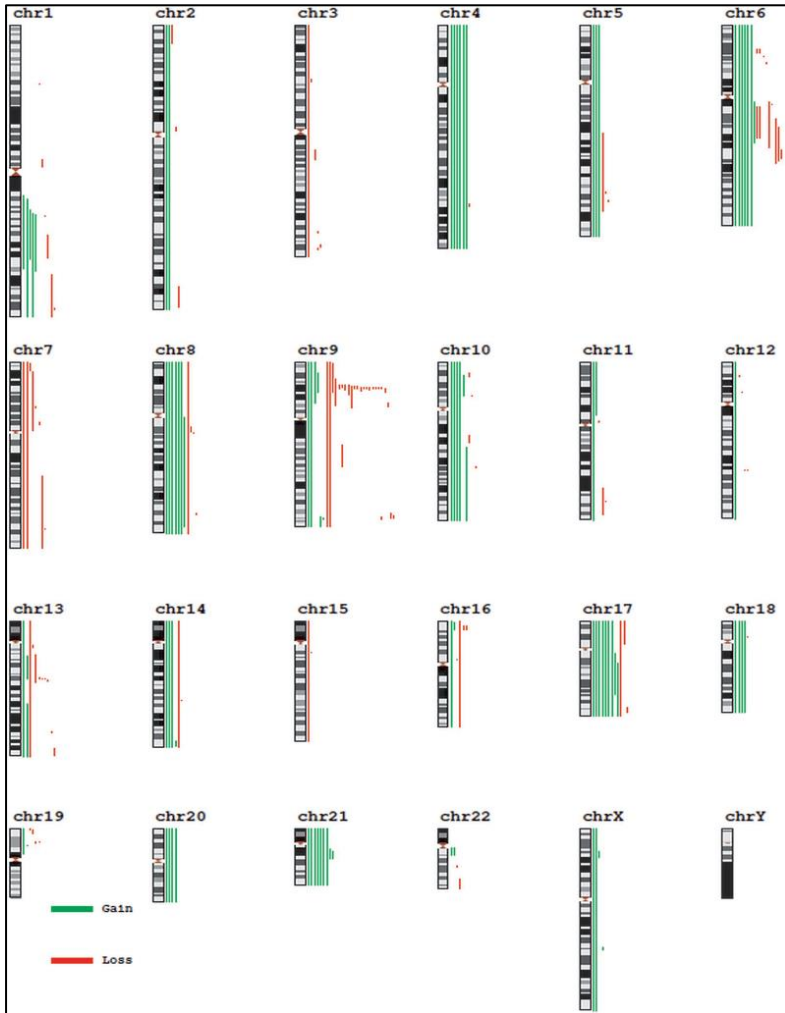 chr1 chr2 chr3 chr4 chr5 chr6
chr7 chr8 chr9 chr10 chr11 chr12
chr13 chr14 chr15 chr16 chr17 chr18
chr19 chr20 chr21 chr22 chrX chrY
Gain
Loss